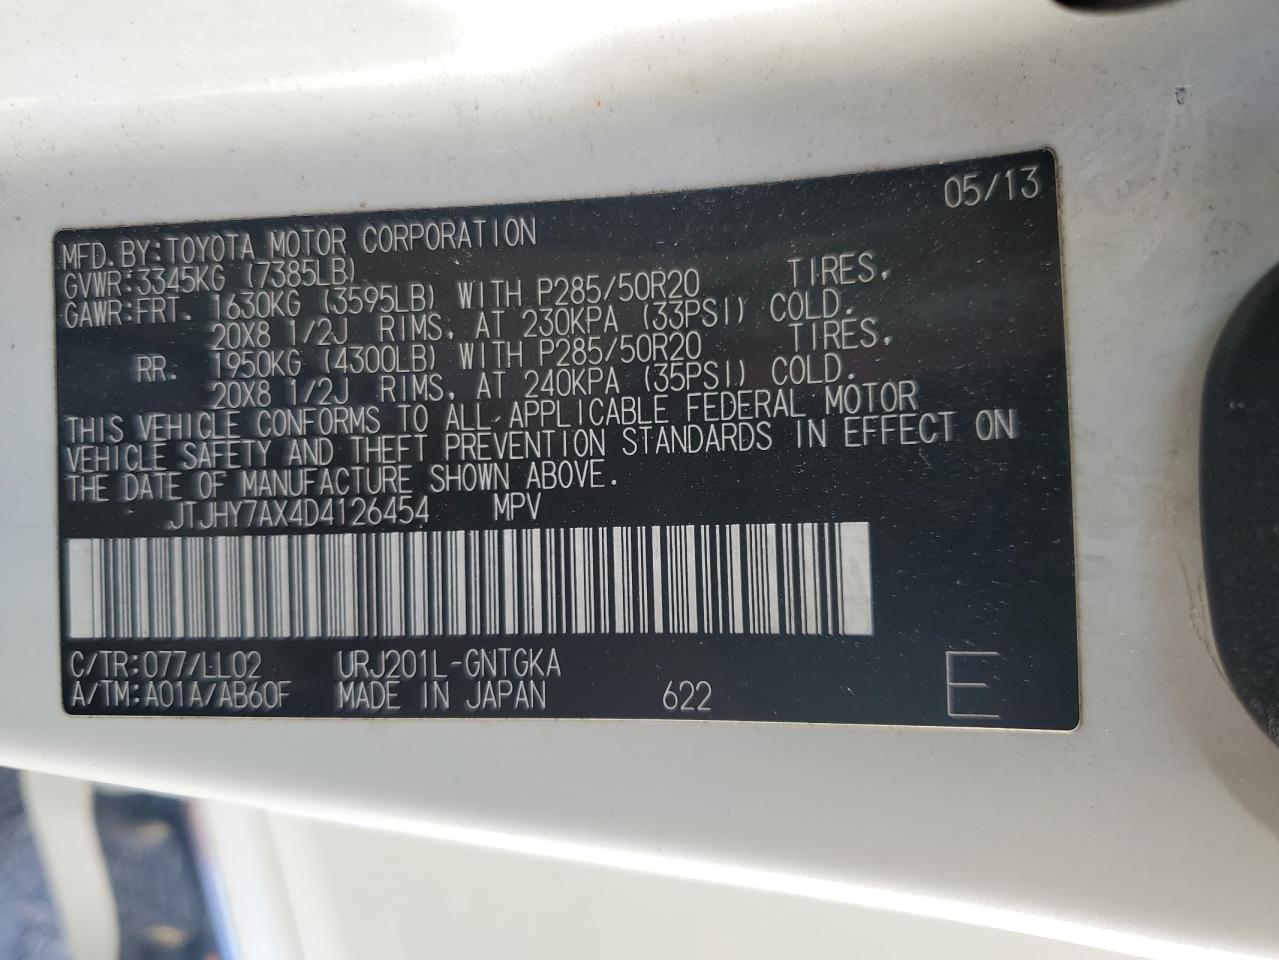 05/13
MFD.BY:TOYOTA MOTOR CORPORATION
GVWR:3345KG (7385LB)
GAWR:FRT. 1630KG (3595LB) WITH P285/50R20 TIRES,
20X8 1/2J RIMS, AT 230KPA (33PSI) COLD.
RR. 1950KG (4300LB) WITH P285/50R20 TIRES,
20X8 1/2J RIMS, AT 240KPA (35PSI) COLD.
THIS VEHICLE CONFORMS TO ALL APPLICABLE FEDERAL MOTOR
VEHICLE SAFETY AND THEFT PREVENTION STANDARDS IN EFFECT ON
THE DATE OF MANUFACTURE SHOWN ABOVE.
JTJHY7AX4D4126454 MPV
C/TR:077/LL02 URJ201L-GNTGKA
A/TM:A01A/AB60F MADE IN JAPAN 622 E